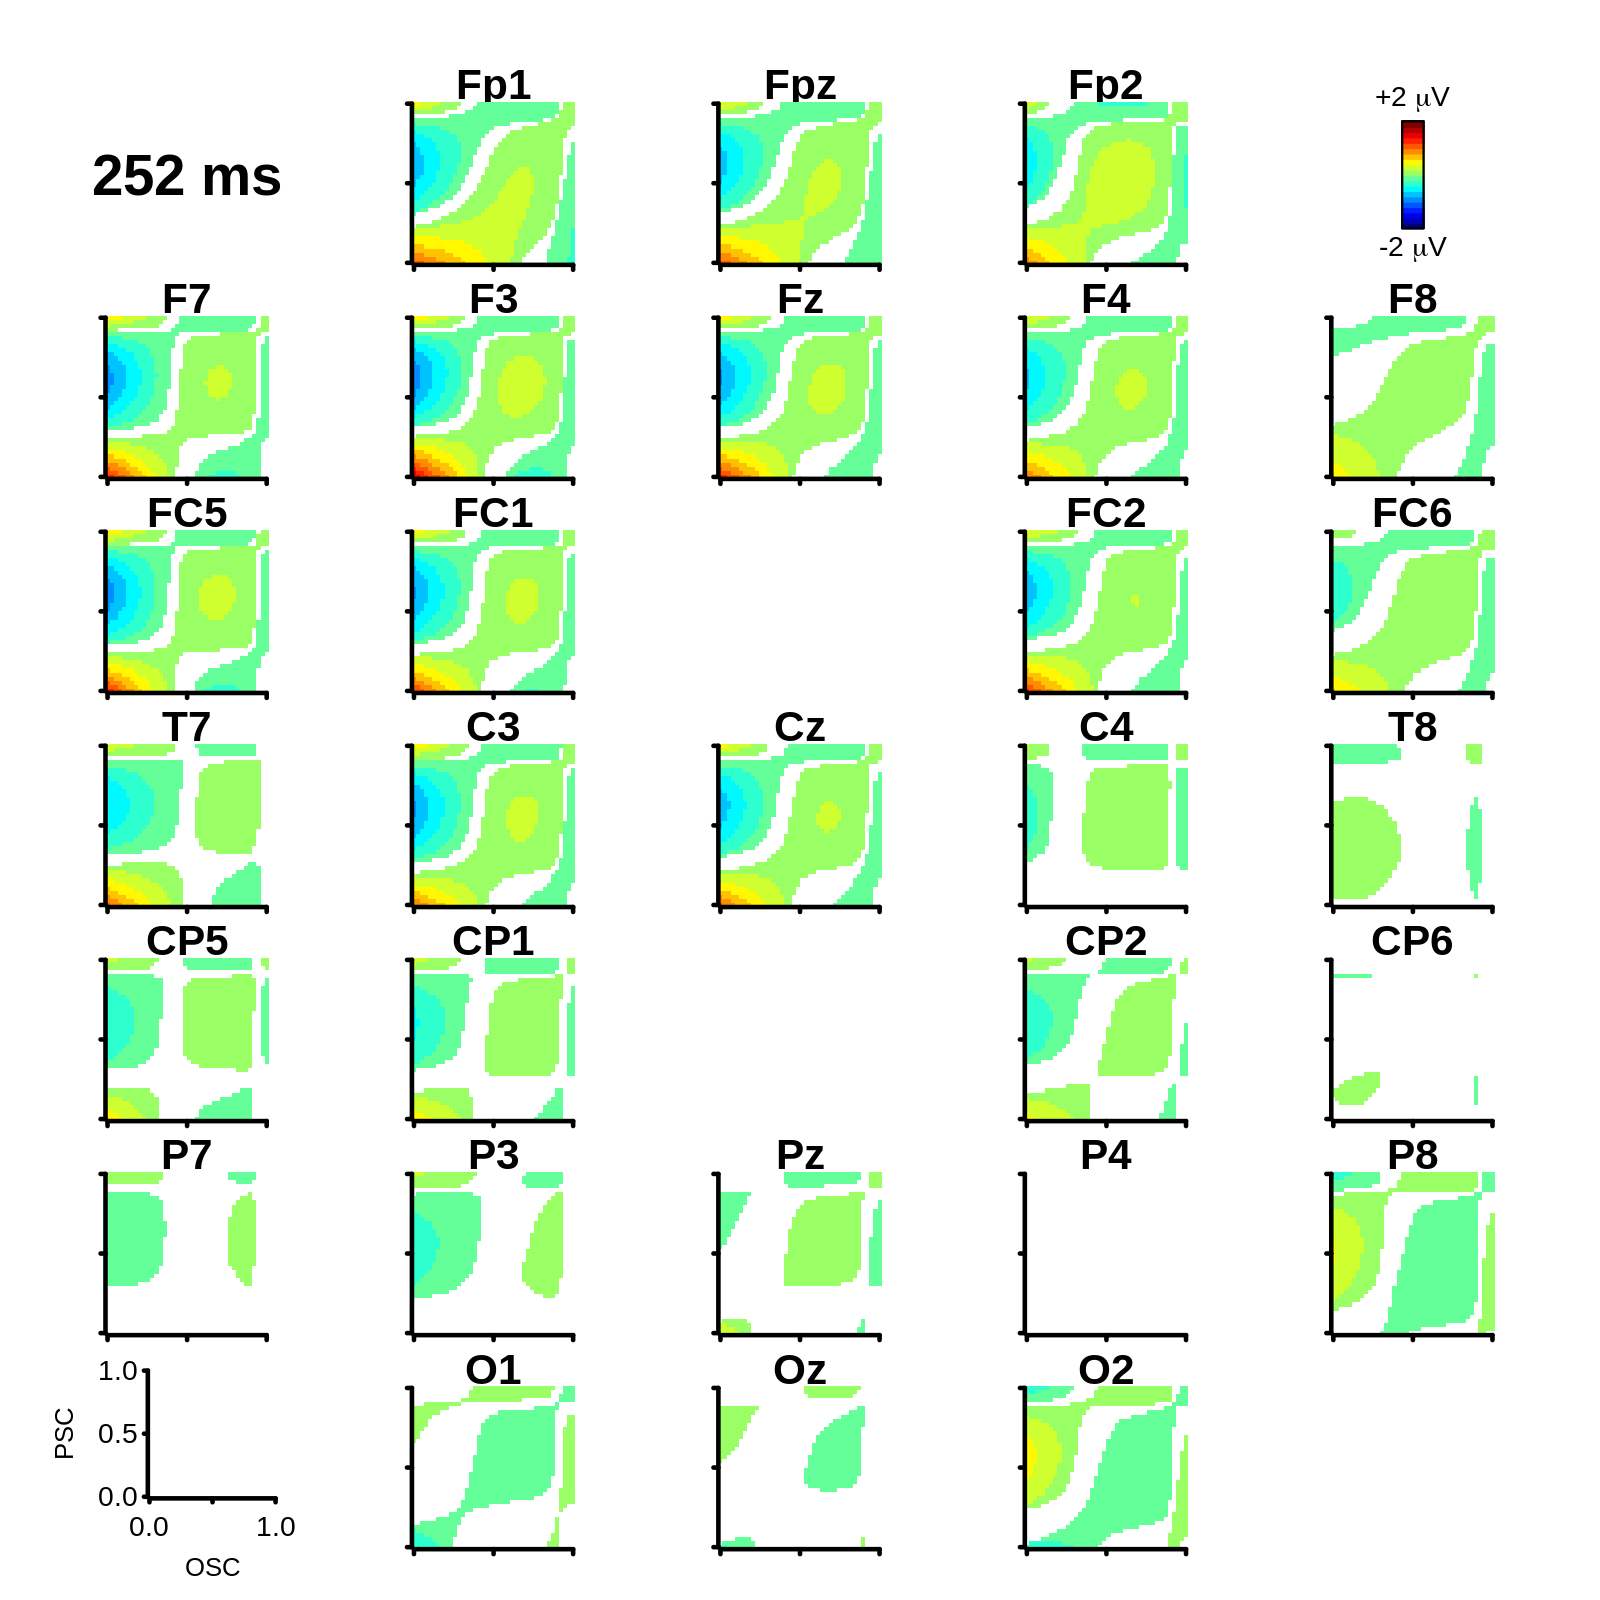 Fp1 Fpz Fp2
+2 μV
252 ms
-2 μV
F7 F3 Fz F4 F8
FC5 FC1 FC2 FC6
T7 C3 Cz C4 T8
CP5 CP1 CP2 CP6
P7 P3 Pz P4 P8
O1 Oz O2
1.0
0.5
0.0
PSC
0.0 1.0
OSC